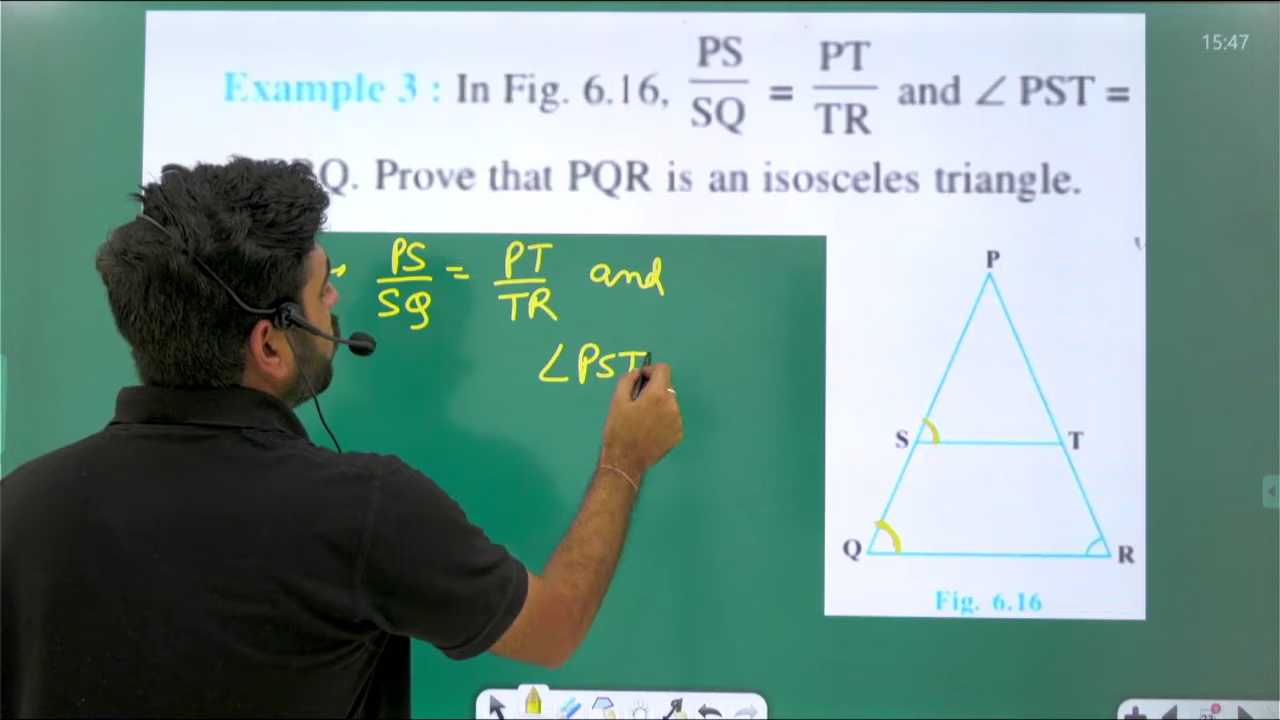 15:47
Example 3 : In Fig. 6.16, PS/SQ = PT/TR and ∠ PST =
Q. Prove that PQR is an isosceles triangle.
PS/SQ = PT/TR and
∠PST
P
S T
Q R
Fig. 6.16